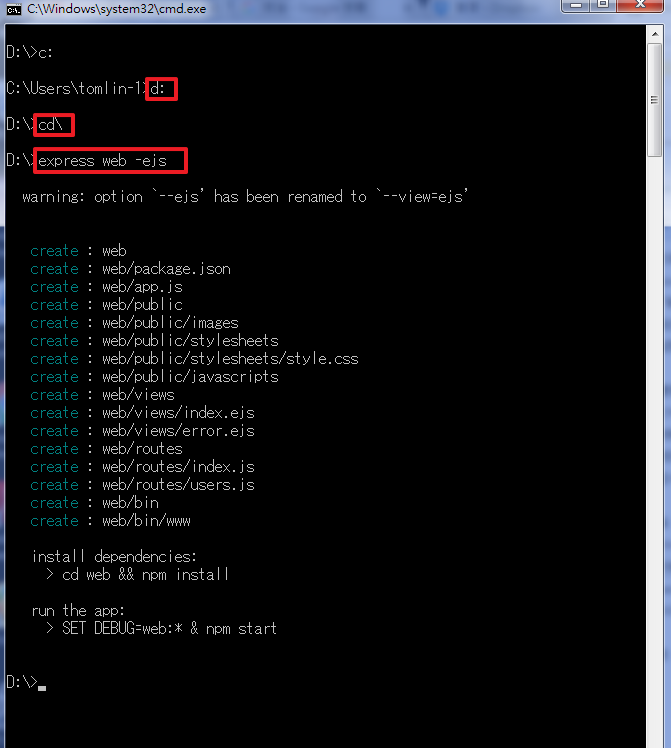 C:\Windows\system32\cmd.exe
D:\>c:
C:\Users\tomlin-1>d:
D:\>cd\
D:\>express web -ejs
warning: option `--ejs' has been renamed to `--view=ejs'
create : web
create : web/package.json
create : web/app.js
create : web/public
create : web/public/images
create : web/public/stylesheets
create : web/public/stylesheets/style.css
create : web/public/javascripts
create : web/views
create : web/views/index.ejs
create : web/views/error.ejs
create : web/routes
create : web/routes/index.js
create : web/routes/users.js
create : web/bin
create : web/bin/www
install dependencies:
> cd web && npm install
run the app:
> SET DEBUG=web:* & npm start
D:\>